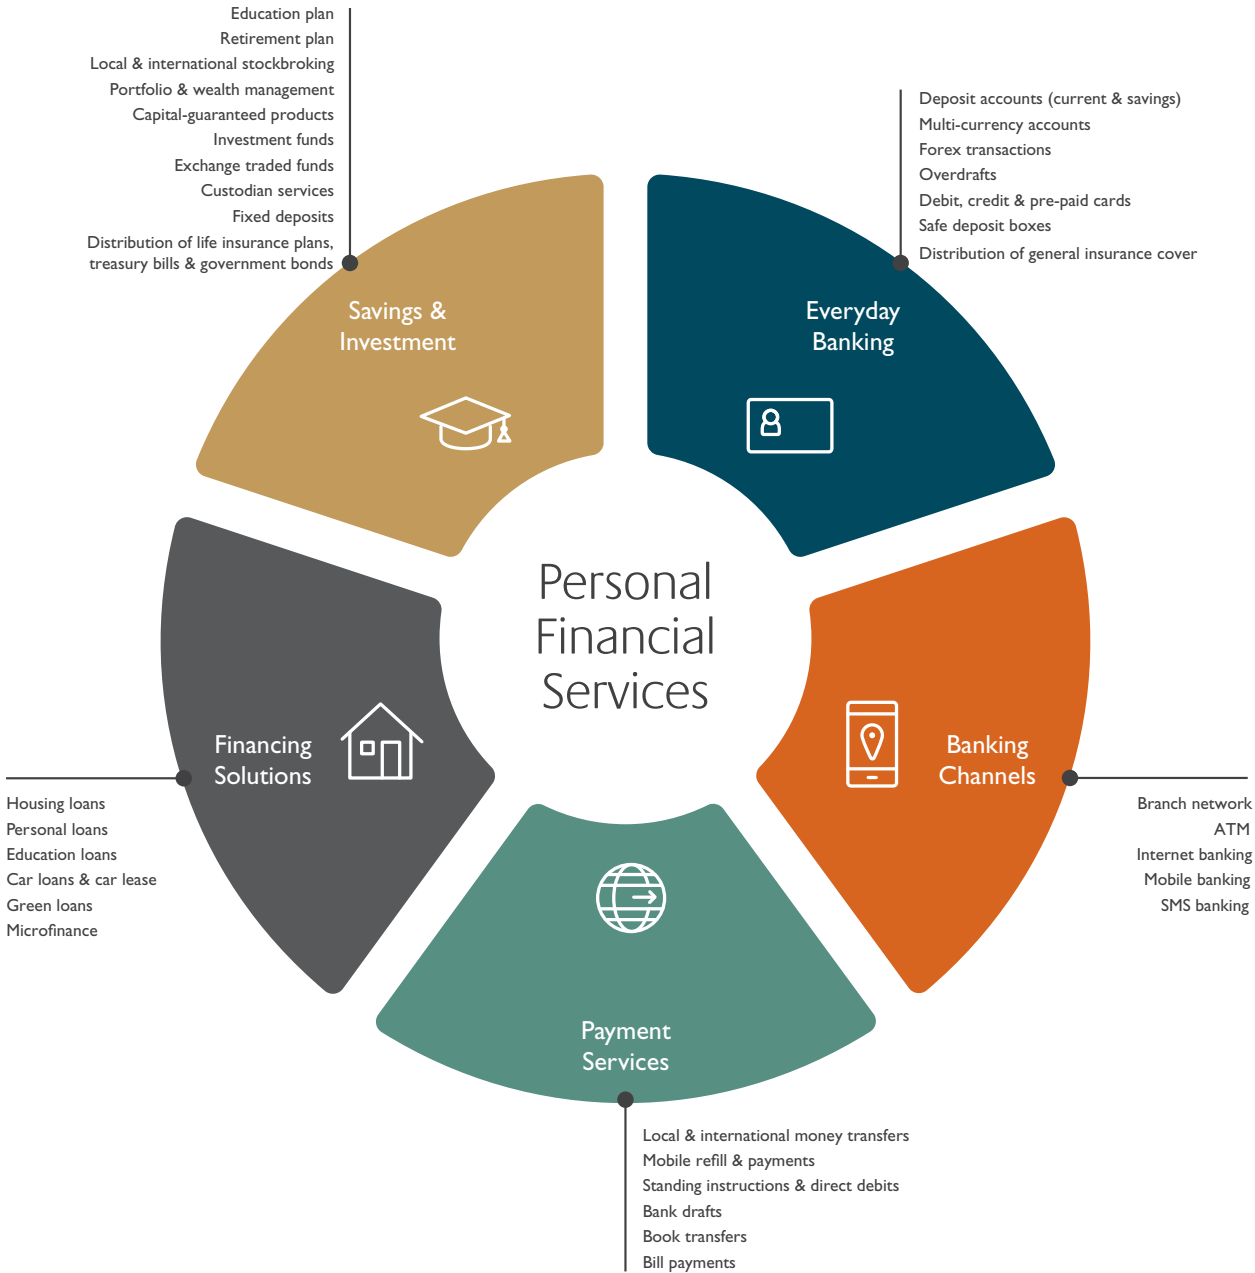 Education plan
Retirement plan
Local & international stockbroking
Portfolio & wealth management
Capital-guaranteed products
Investment funds
Exchange traded funds
Custodian services
Fixed deposits
Distribution of life insurance plans,
treasury bills & government bonds
Savings &
Investment
Deposit accounts (current & savings)
Multi-currency accounts
Forex transactions
Overdrafts
Debit, credit & pre-paid cards
Safe deposit boxes
Distribution of general insurance cover
Everyday
Banking
Personal
Financial
Services
Financing
Solutions
Housing loans
Personal loans
Education loans
Car loans & car lease
Green loans
Microfinance
Banking
Channels
Branch network
ATM
Internet banking
Mobile banking
SMS banking
Payment
Services
Local & international money transfers
Mobile refill & payments
Standing instructions & direct debits
Bank drafts
Book transfers
Bill payments